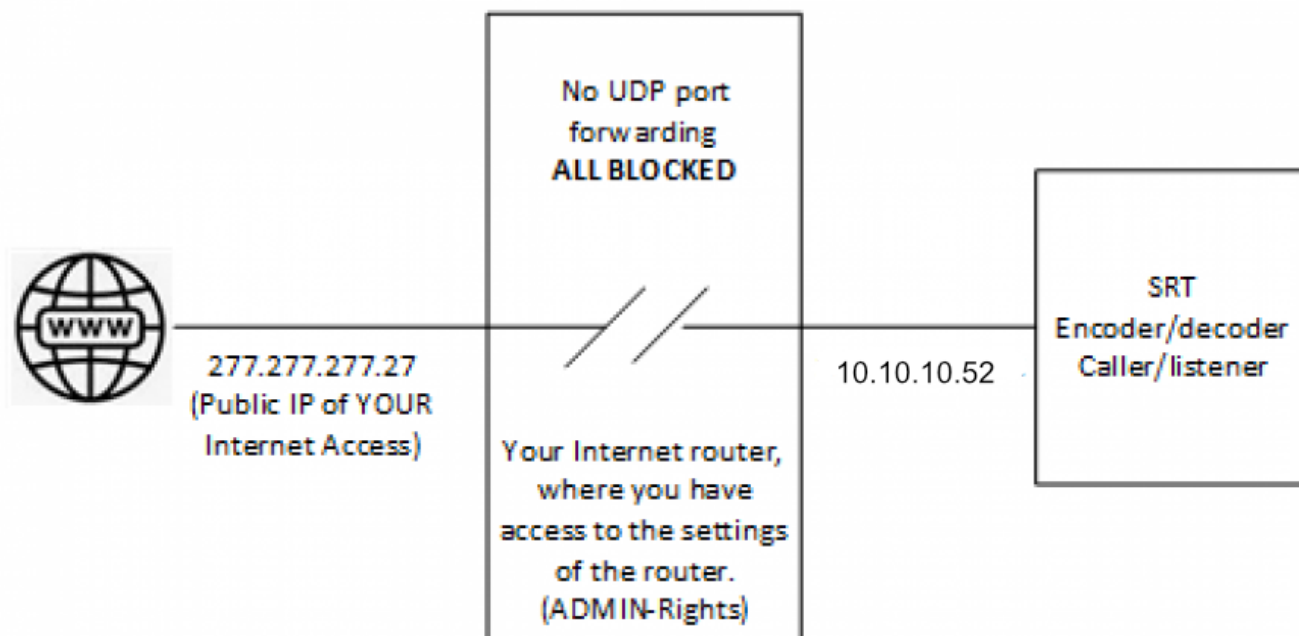 No UDP port
forwarding
ALL BLOCKED
WWW
277.277.277.27
(Public IP of YOUR
Internet Access)
10.10.10.52
SRT
Encoder/decoder
Caller/listener
Your Internet router,
where you have
access to the settings
of the router.
(ADMIN-Rights)